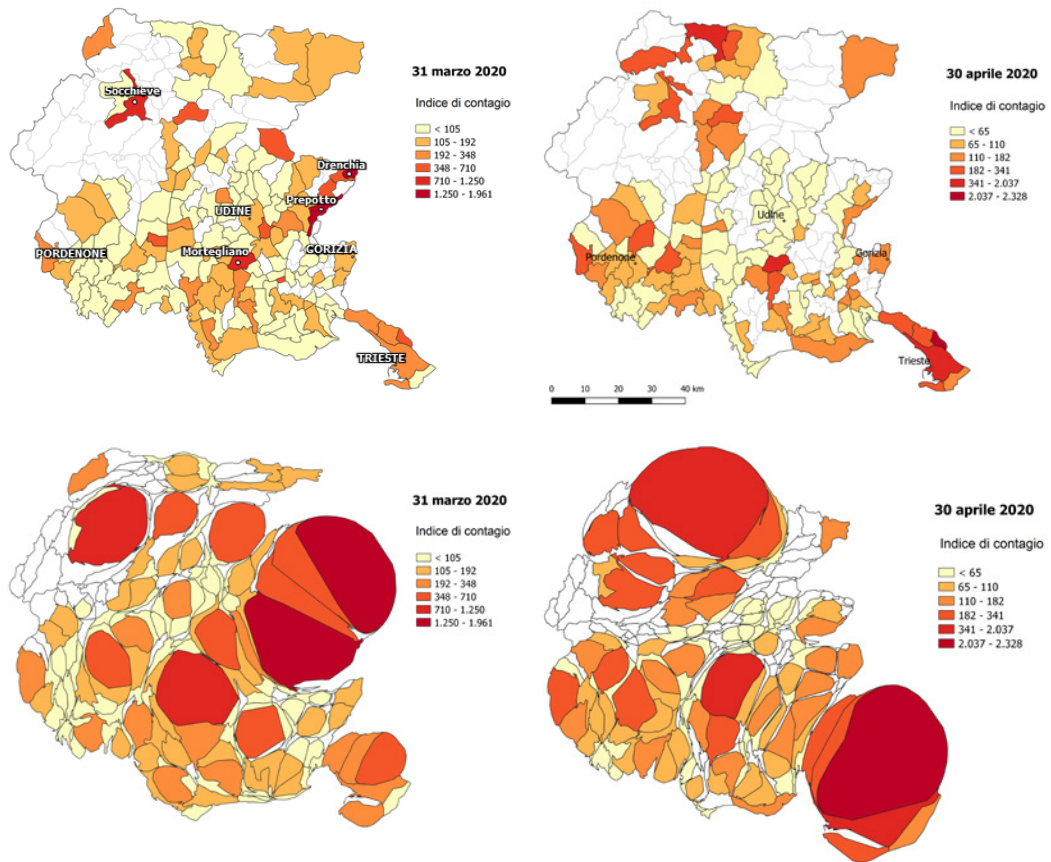 31 marzo 2020
Indice di contagio
< 105
105 - 192
192 - 348
348 - 710
710 - 1.250
1.250 - 1.961
Socchieve
Drenchia
Prepotto
UDINE
PORDENONE
Mortegliano
GORIZIA
TRIESTE
30 aprile 2020
Indice di contagio
< 65
65 - 110
110 - 182
182 - 341
341 - 2.037
2.037 - 2.328
Udine
Pordenone
Gorizia
Trieste
0 10 20 30 40 km
31 marzo 2020
Indice di contagio
< 105
105 - 192
192 - 348
348 - 710
710 - 1.250
1.250 - 1.961
30 aprile 2020
Indice di contagio
< 65
65 - 110
110 - 182
182 - 341
341 - 2.037
2.037 - 2.328